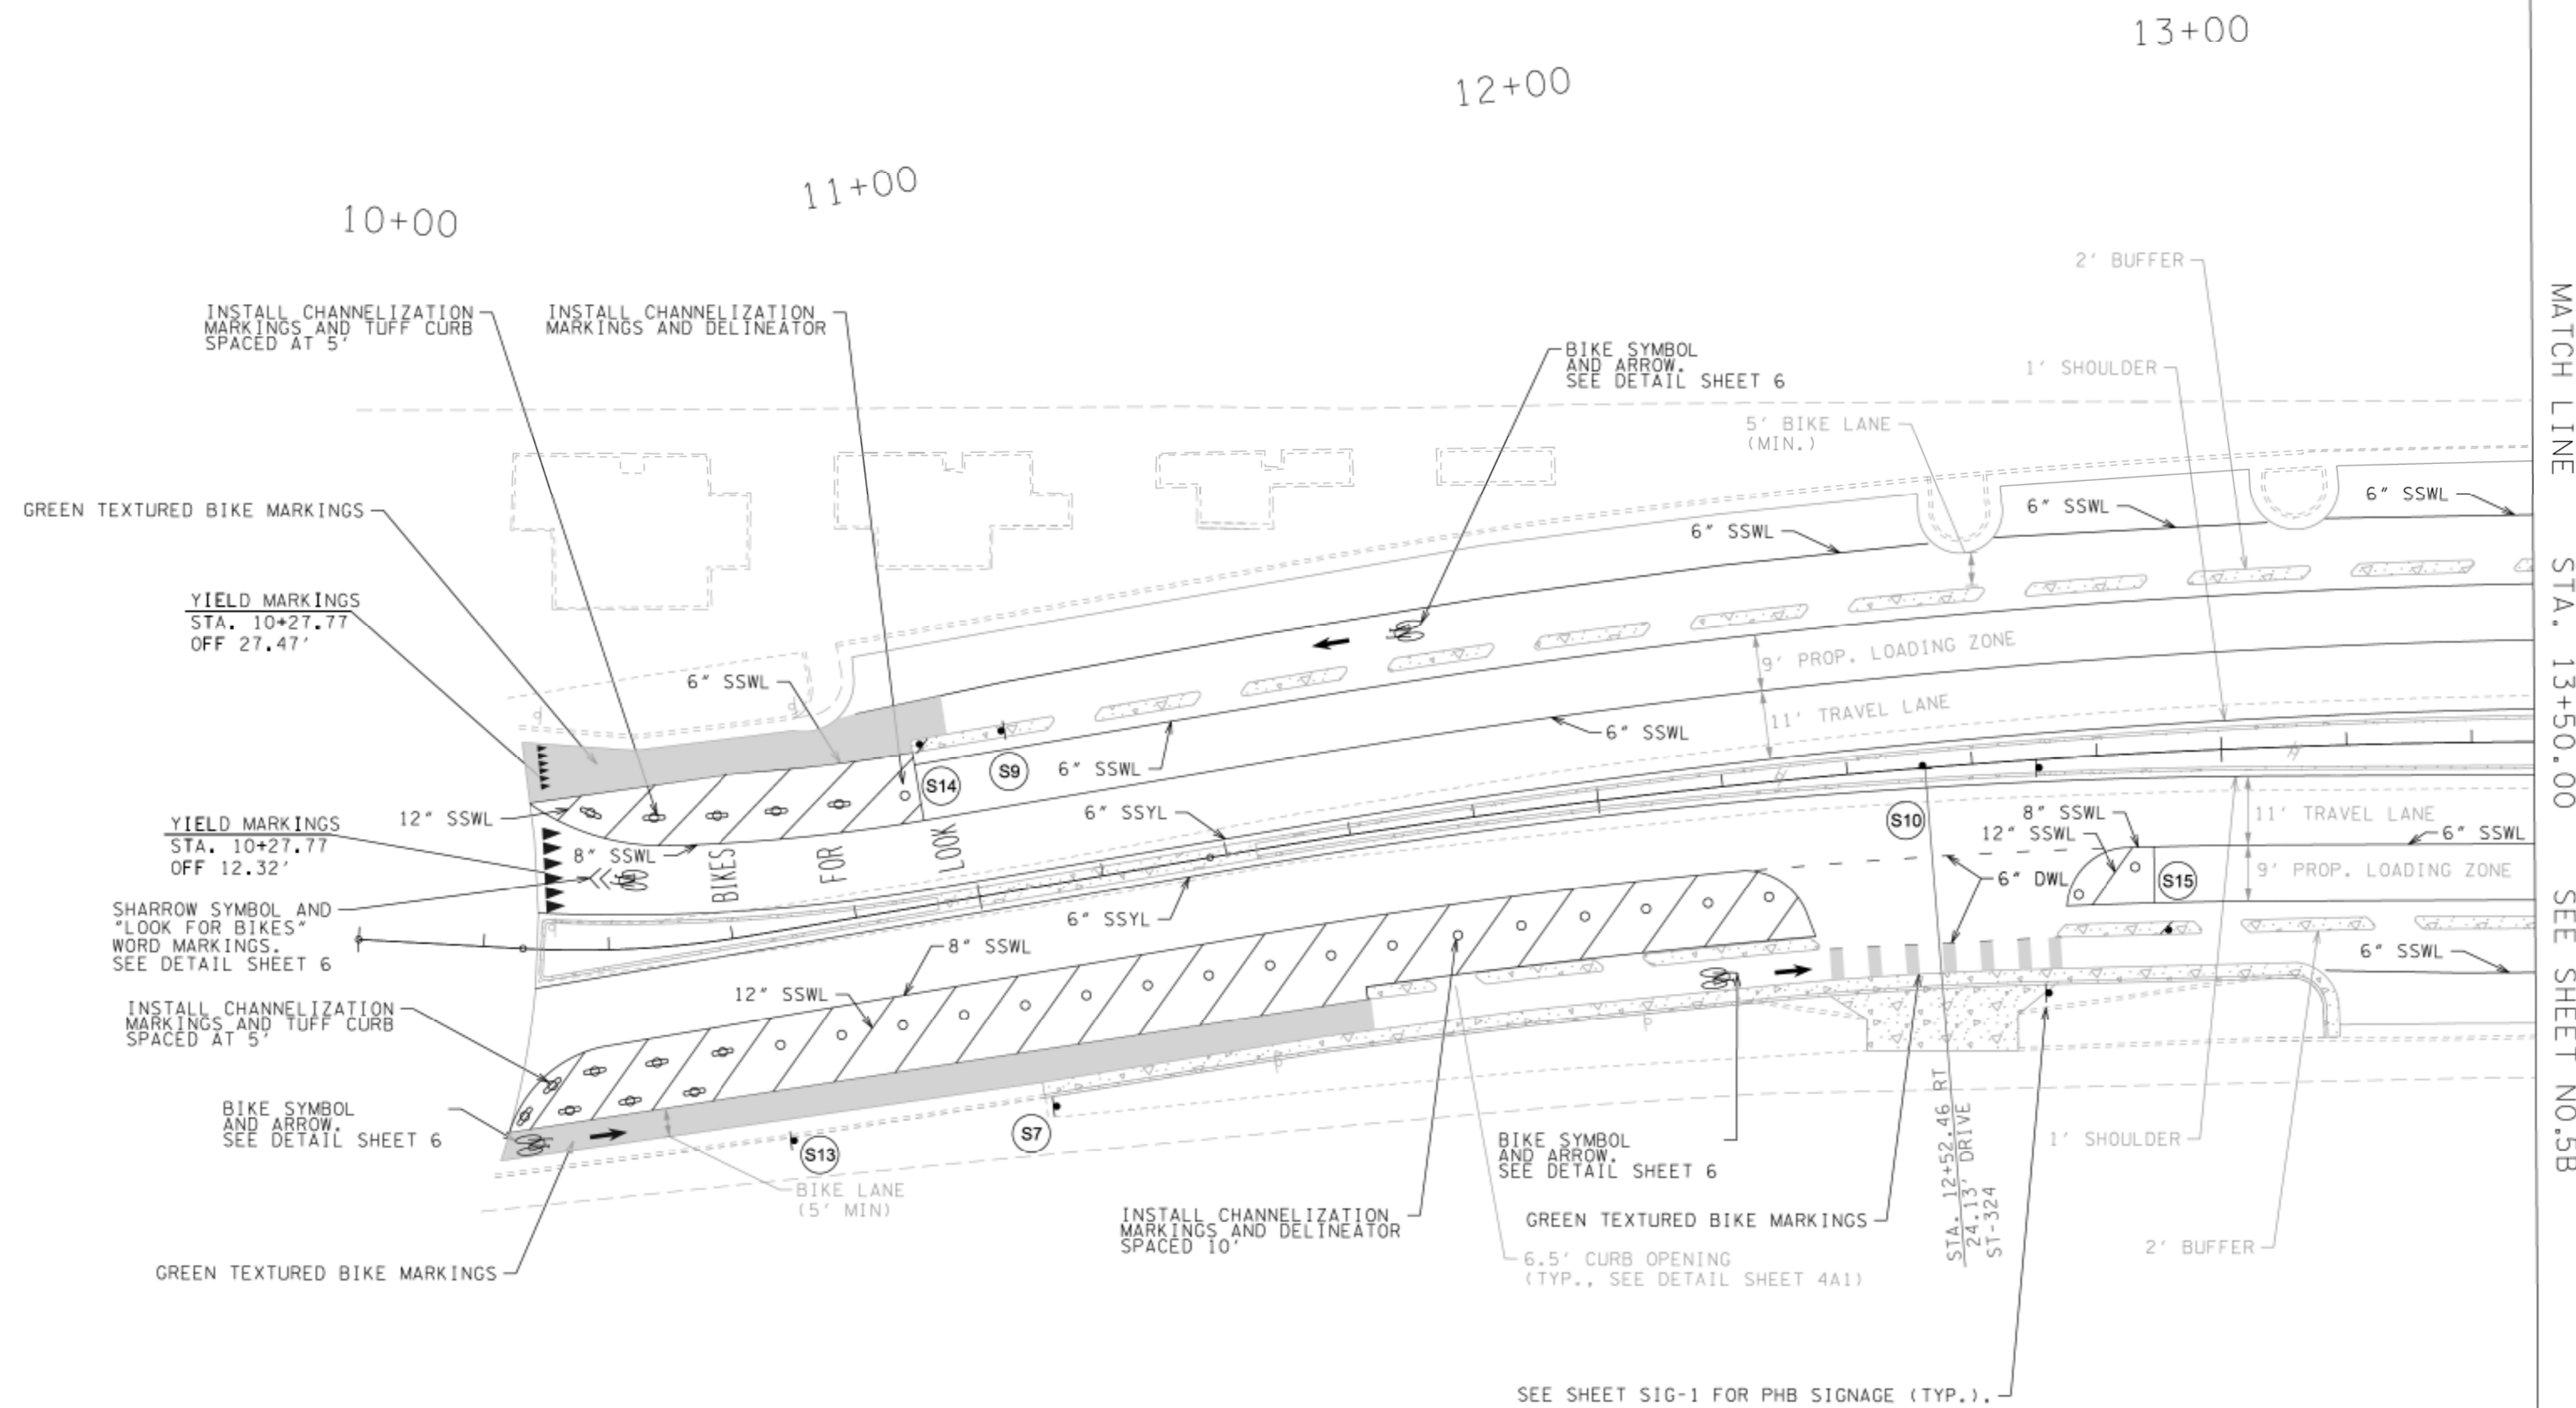 13+00
12+00
11+00
10+00
2' BUFFER
INSTALL CHANNELIZATION
MARKINGS AND TUFF CURB
SPACED AT 5'
INSTALL CHANNELIZATION
MARKINGS AND DELINEATOR
BIKE SYMBOL
AND ARROW.
SEE DETAIL SHEET 6
1' SHOULDER
5' BIKE LANE
(MIN.)
GREEN TEXTURED BIKE MARKINGS
6" SSWL
6" SSWL
6" SSWL
YIELD MARKINGS
STA. 10+27.77
OFF 27.47'
9' PROP. LOADING ZONE
6" SSWL
11' TRAVEL LANE
6" SSWL
S14
S9
6" SSWL
12" SSWL
6" SSYL
S10
8" SSWL
11' TRAVEL LANE
12" SSWL
6" SSWL
YIELD MARKINGS
STA. 10+27.77
OFF 12.32'
8" SSWL
BIKES
FOR
LOOK
6" DWL
S15
9' PROP. LOADING ZONE
SHARROW SYMBOL AND
"LOOK FOR BIKES"
WORD MARKINGS.
SEE DETAIL SHEET 6
6" SSYL
8" SSWL
6" SSWL
12" SSWL
INSTALL CHANNELIZATION
MARKINGS AND TUFF CURB
SPACED AT 5'
BIKE SYMBOL
AND ARROW.
SEE DETAIL SHEET 6
S13
S7
BIKE LANE
(5' MIN)
BIKE SYMBOL
AND ARROW.
SEE DETAIL SHEET 6
1' SHOULDER
INSTALL CHANNELIZATION
MARKINGS AND DELINEATOR
SPACED 10'
GREEN TEXTURED BIKE MARKINGS
STA. 12+52.46 RT
24.13' DRIVE
ST-324
2' BUFFER
6.5' CURB OPENING
(TYP., SEE DETAIL SHEET 4A1)
GREEN TEXTURED BIKE MARKINGS
SEE SHEET SIG-1 FOR PHB SIGNAGE (TYP.).
MATCH LINE STA. 13+50.00 SEE SHEET NO.5B